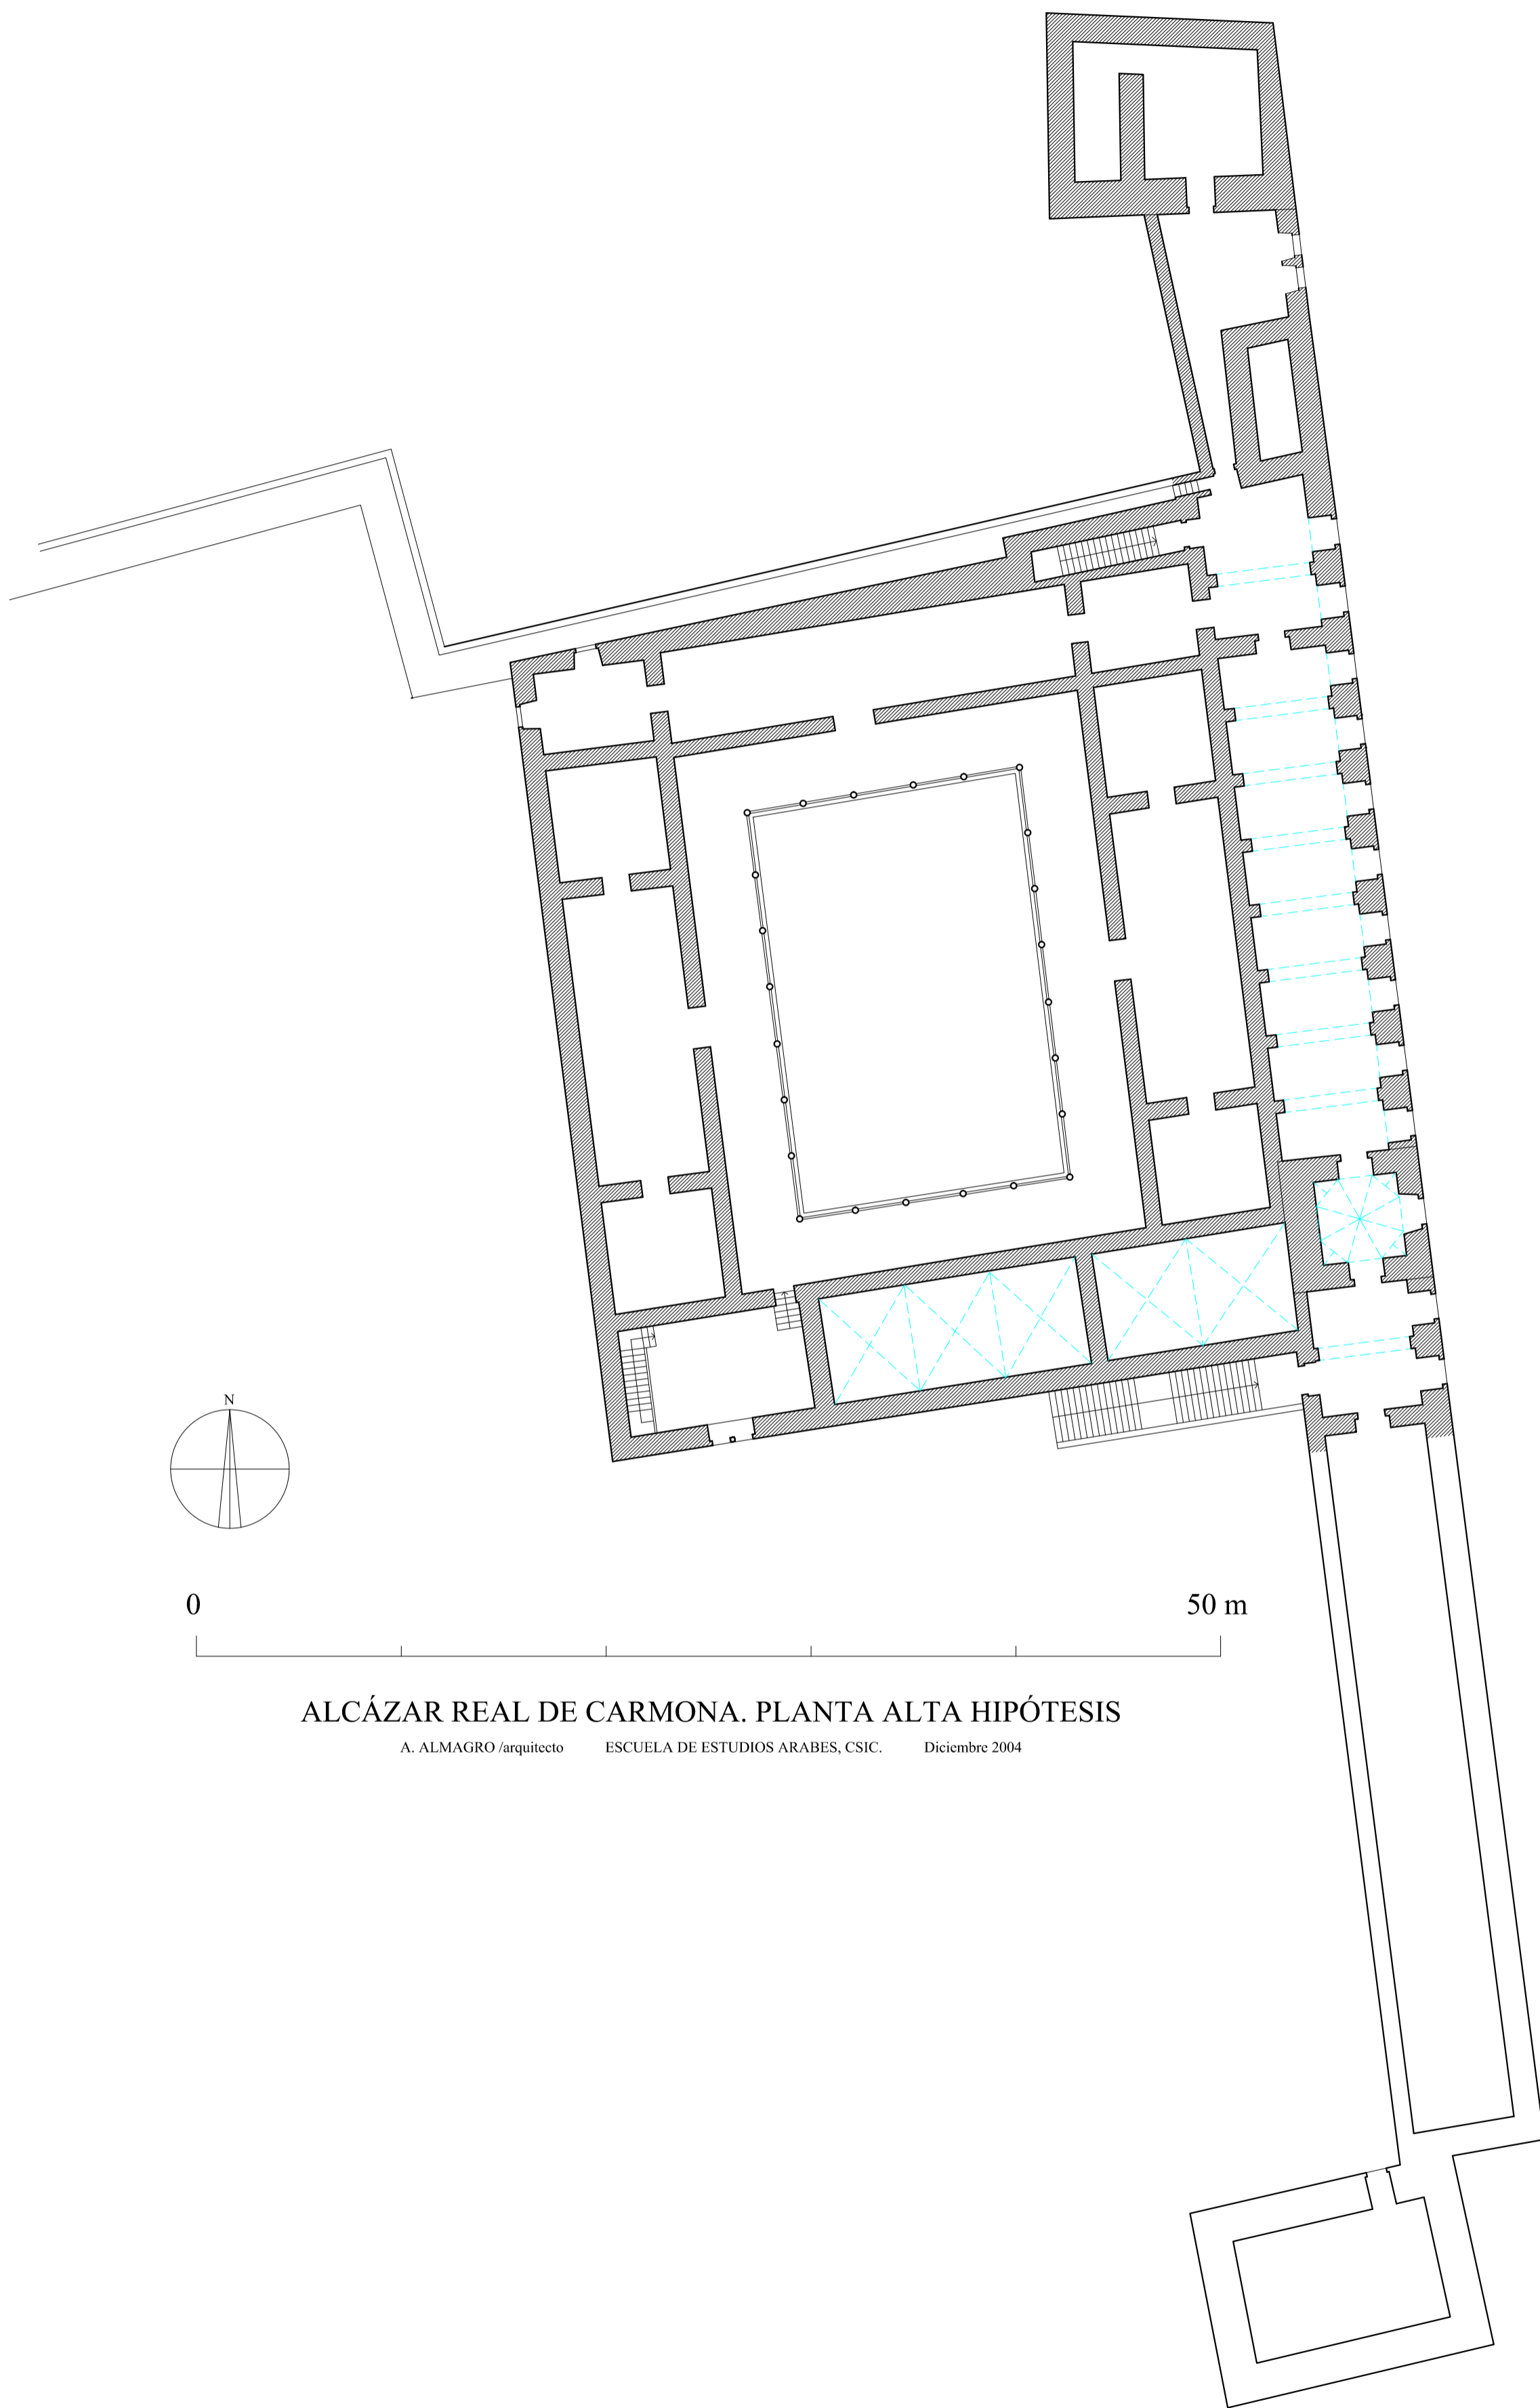 N
0 50 m
ALCÁZAR REAL DE CARMONA. PLANTA ALTA HIPÓTESIS
A. ALMAGRO /arquitecto ESCUELA DE ESTUDIOS ARABES, CSIC. Diciembre 2004